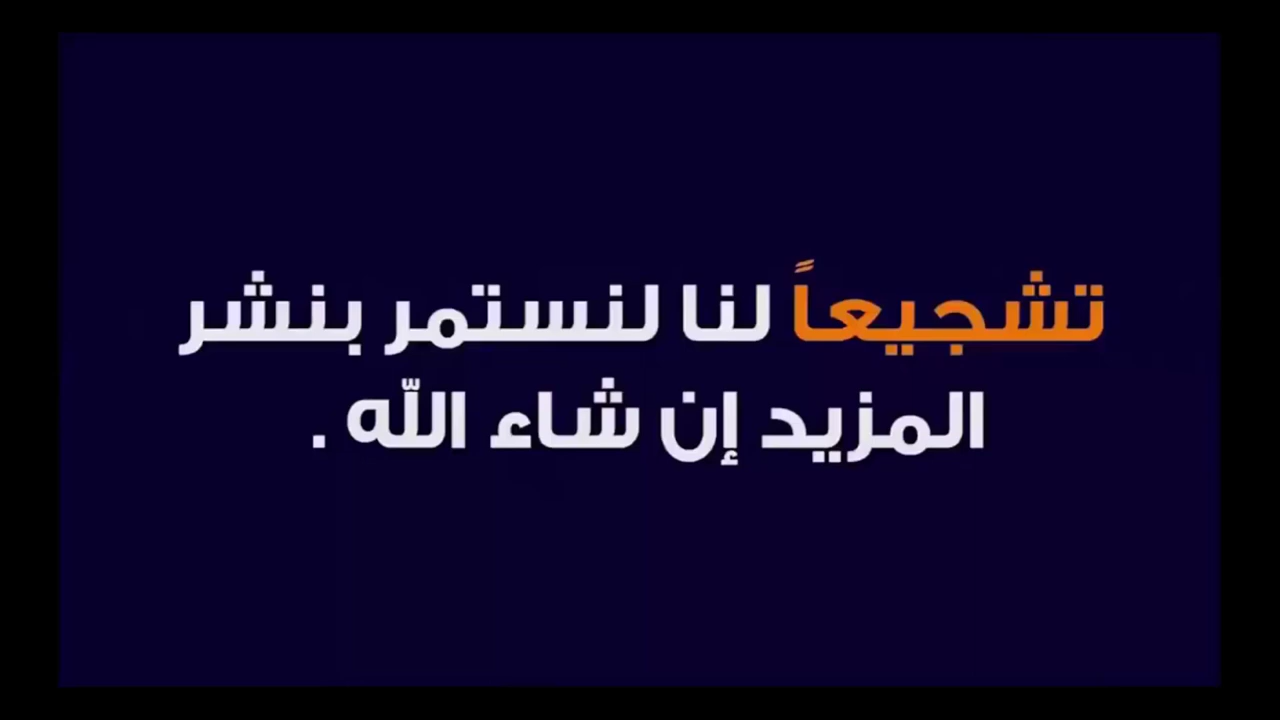 تشجيعاً لنا لنستمر بنشر
المزيد إن شاء اللّه .